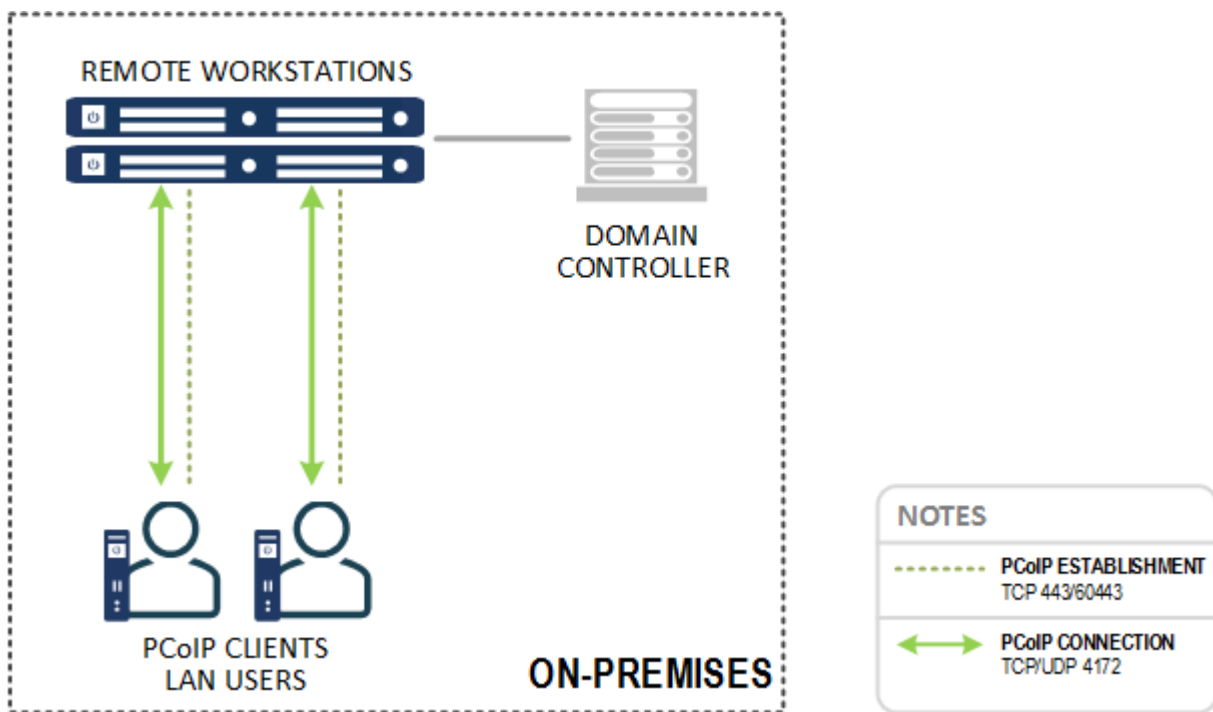 REMOTE WORKSTATIONS
DOMAIN
CONTROLLER
PCoIP CLIENTS
LAN USERS
ON-PREMISES
NOTES
PCoIP ESTABLISHMENT
TCP 443/60443
PCoIP CONNECTION
TCP/UDP 4172